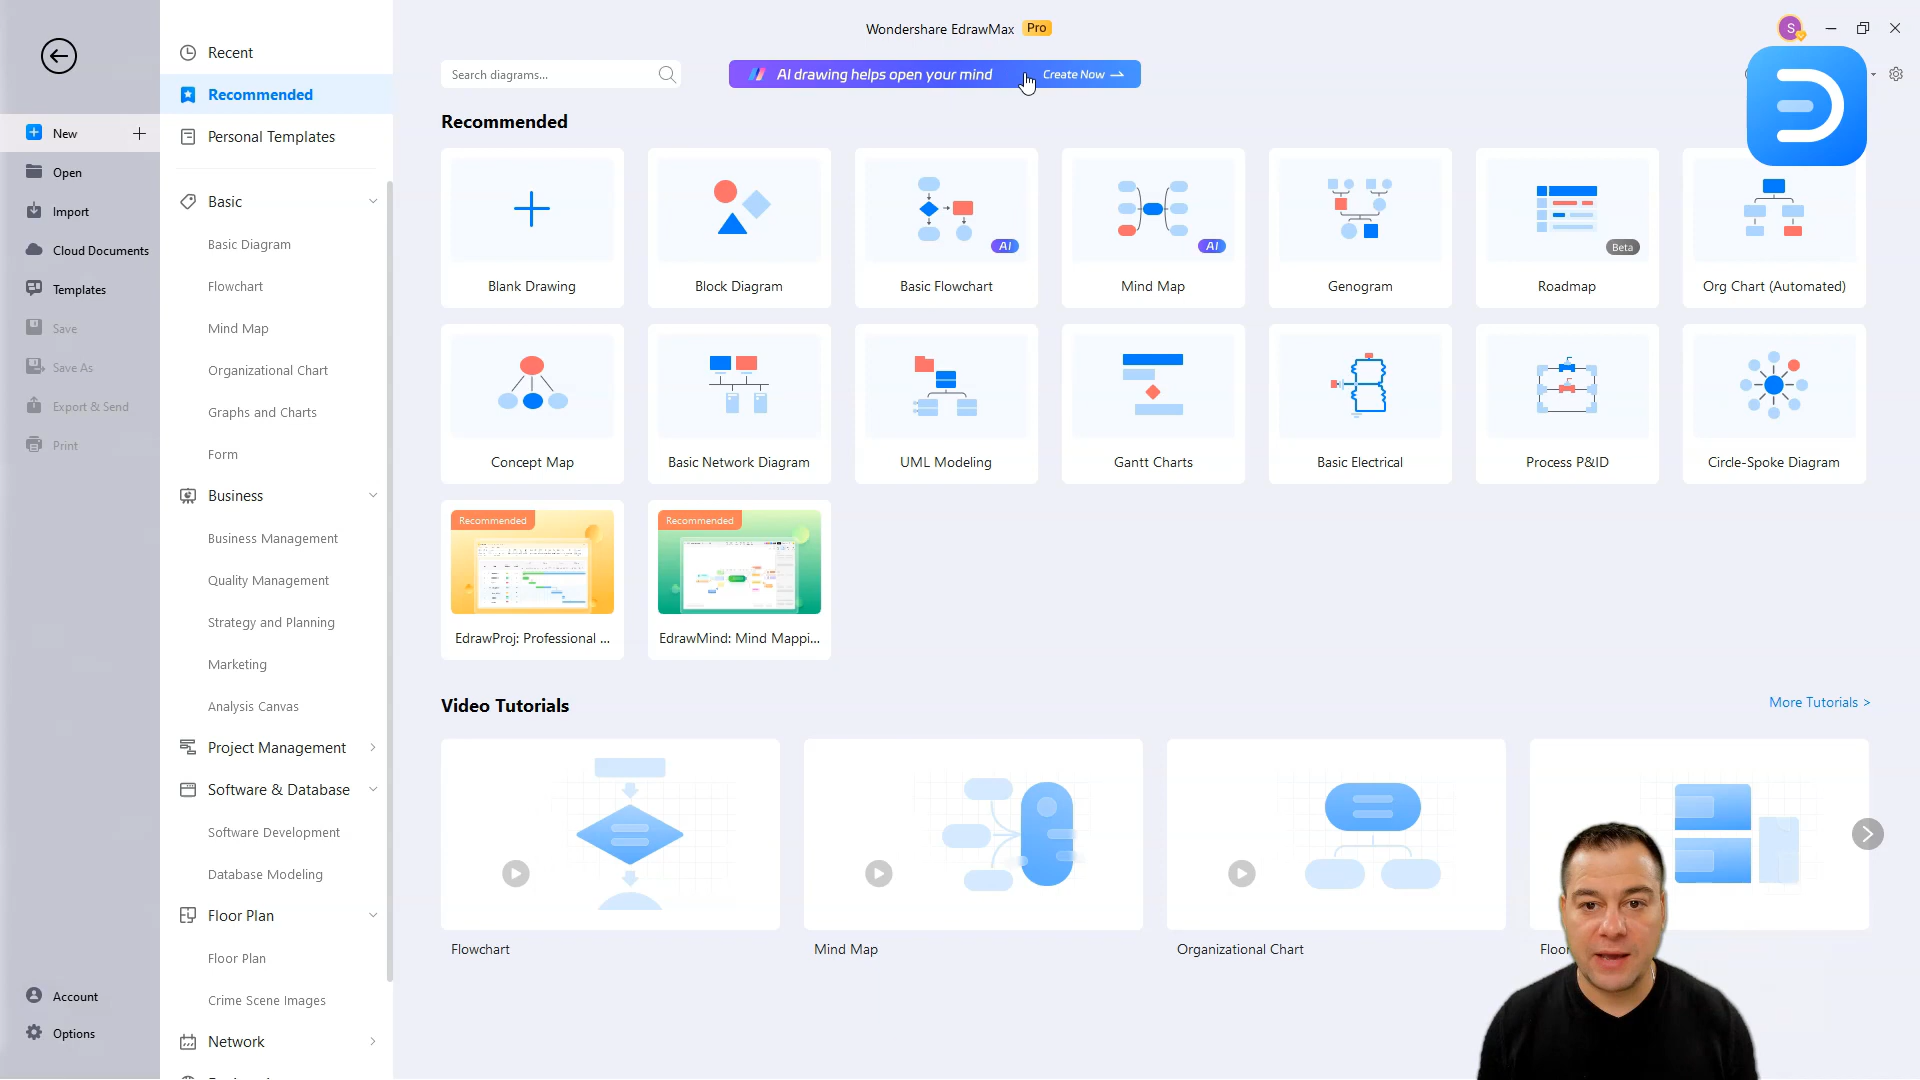 Wondershare EdrawMax Pro
S
Search diagrams...
AI drawing helps open your mind
Create Now
Recent
Recommended
Personal Templates
New
Open
Import
Cloud Documents
Templates
Save
Save As
Export & Send
Print
Account
Options
Basic
Basic Diagram
Flowchart
Mind Map
Organizational Chart
Graphs and Charts
Form
Business
Business Management
Quality Management
Strategy and Planning
Marketing
Analysis Canvas
Project Management
Software & Database
Software Development
Database Modeling
Floor Plan
Floor Plan
Crime Scene Images
Network
Recommended
Blank Drawing
Block Diagram
AI
Basic Flowchart
AI
Mind Map
Genogram
Beta
Roadmap
Org Chart (Automated)
Concept Map
Basic Network Diagram
UML Modeling
Gantt Charts
Basic Electrical
Process P&ID
Circle-Spoke Diagram
Recommended
EdrawProj: Professional ...
Recommended
EdrawMind: Mind Mappi...
Video Tutorials
More Tutorials >
Flowchart
Mind Map
Organizational Chart